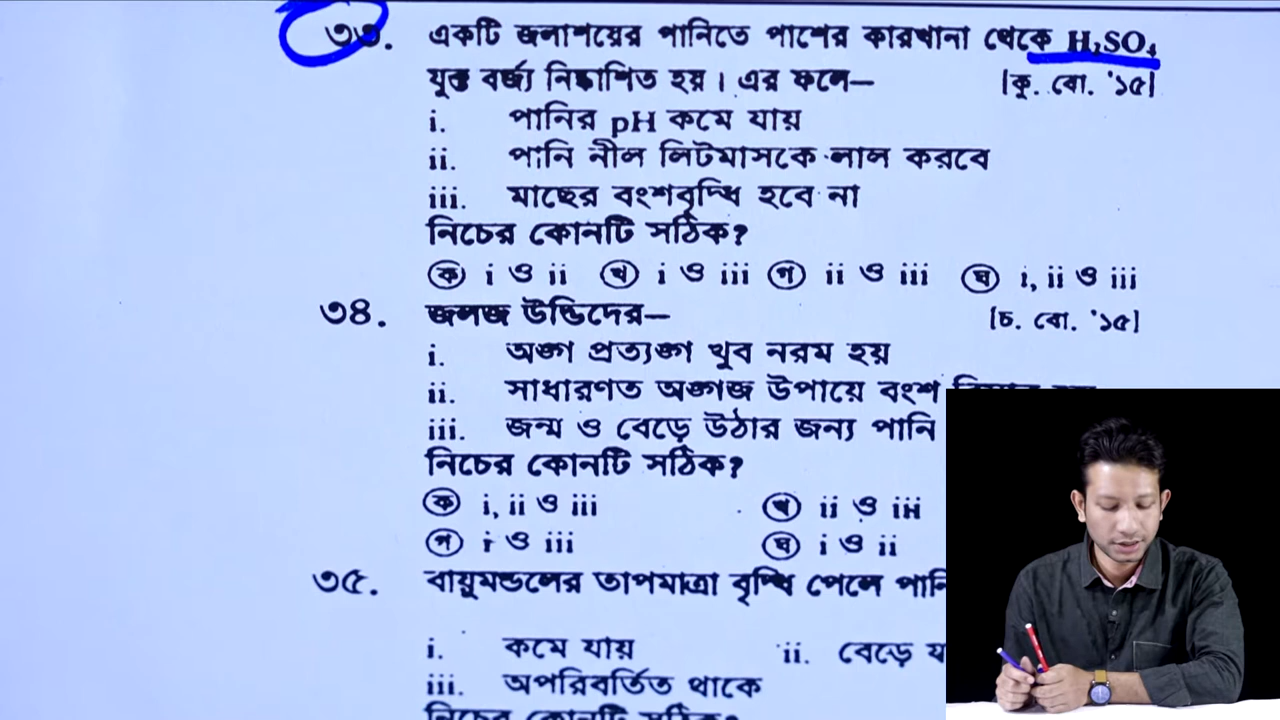 ৩৩. একটি জলাশয়ের পানিতে পাশের কারখানা থেকে H₂SO₄
যুক্ত বর্জ্য নিষ্কাশিত হয়। এর ফলে— [কু. বো. '১৫]
i. পানির pH কমে যায়
ii. পানি নীল লিটমাসকে লাল করবে
iii. মাছের বংশবৃদ্ধি হবে না
নিচের কোনটি সঠিক?
ক i ও ii খ i ও iii গ ii ও iii ঘ i, ii ও iii
৩৪. জলজ উদ্ভিদের— [চ. বো. '১৫]
i. অঙ্গ প্রত্যঙ্গ খুব নরম হয়
ii. সাধারণত অঙ্গজ উপায়ে বংশ
iii. জন্ম ও বেড়ে উঠার জন্য পানি
নিচের কোনটি সঠিক?
ক i, ii ও iii খ ii ও iii
গ i ও iii ঘ i ও ii
৩৫. বায়ুমন্ডলের তাপমাত্রা বৃদ্ধি পেলে
i. কমে যায় ii. বেড়ে
iii. অপরিবর্তিত থাকে
নিচের কোনটি সঠিক?